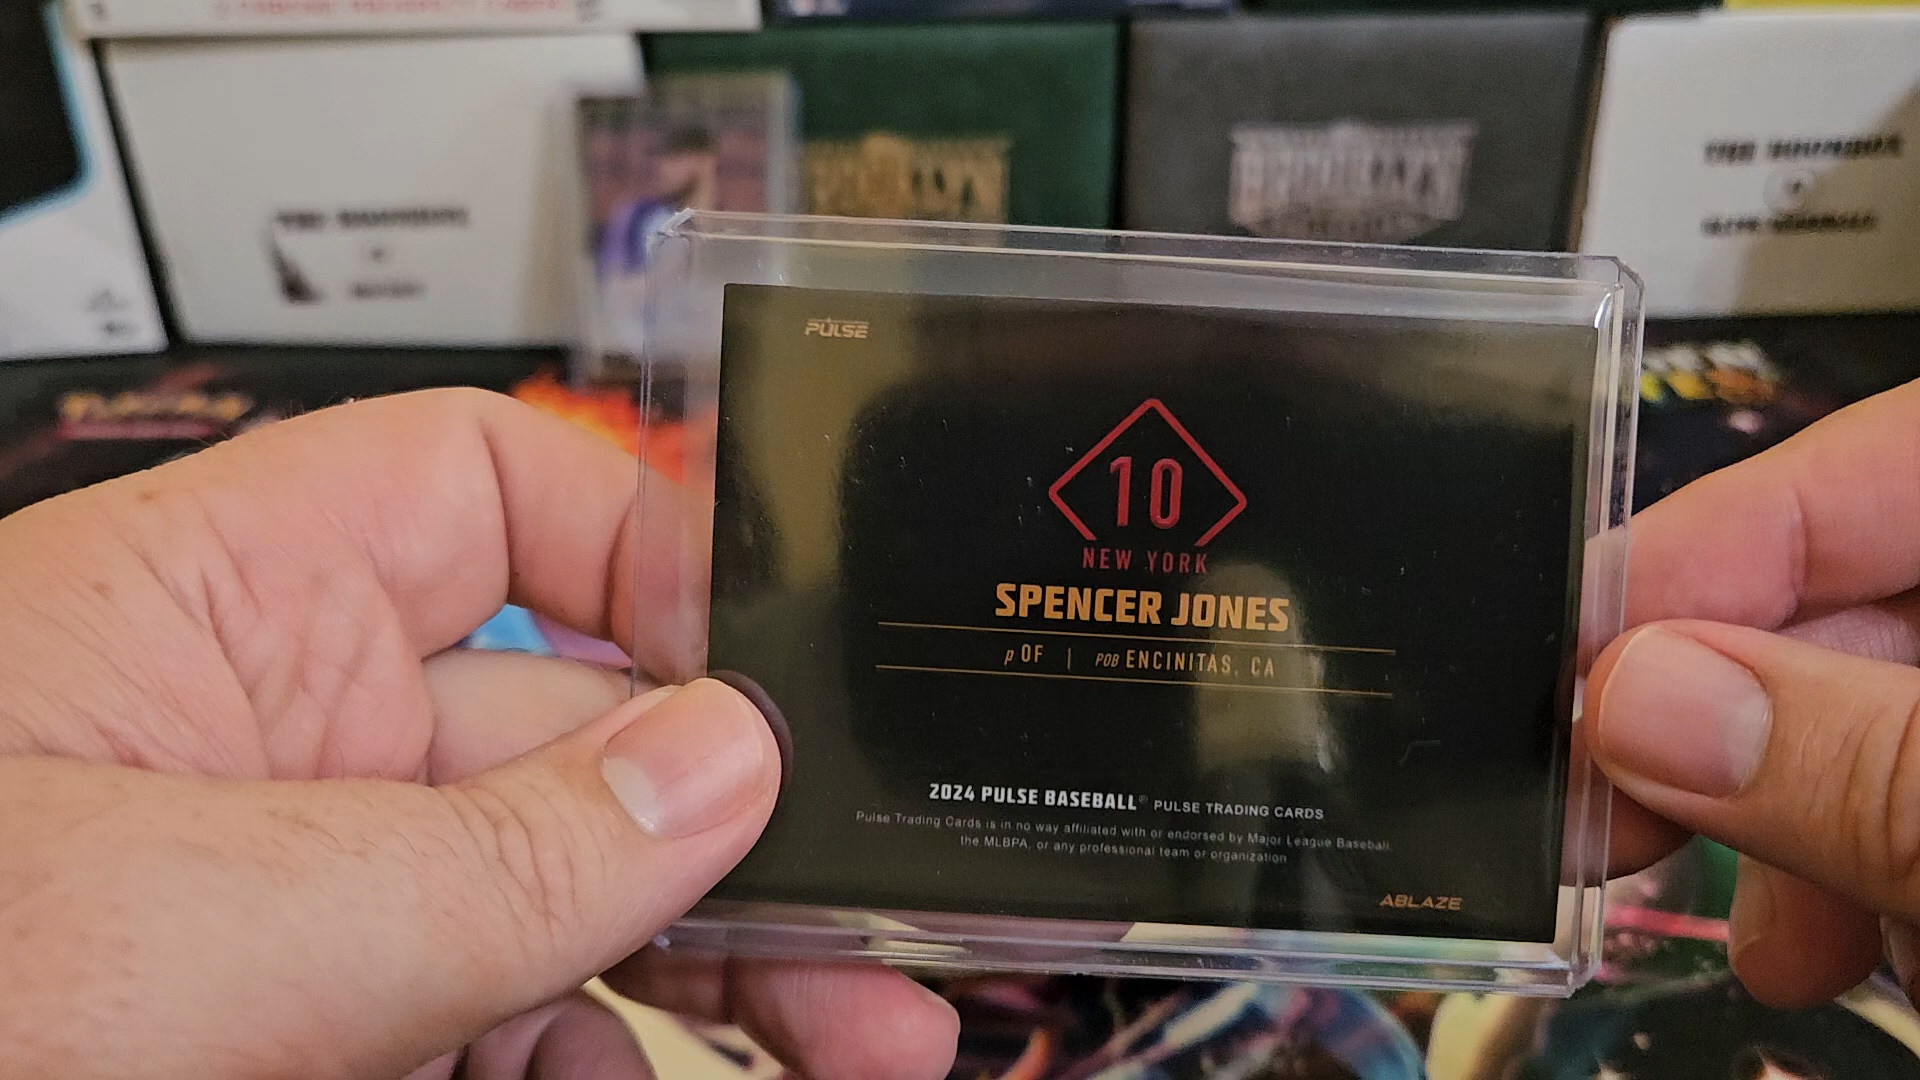 PULSE
10
NEW YORK
SPENCER JONES
p OF | POB ENCINITAS, CA
2024 PULSE BASEBALL® PULSE TRADING CARDS
Pulse Trading Cards is in no way affiliated with or endorsed by Major League Baseball,
the MLBPA, or any professional team or organization
ABLAZE